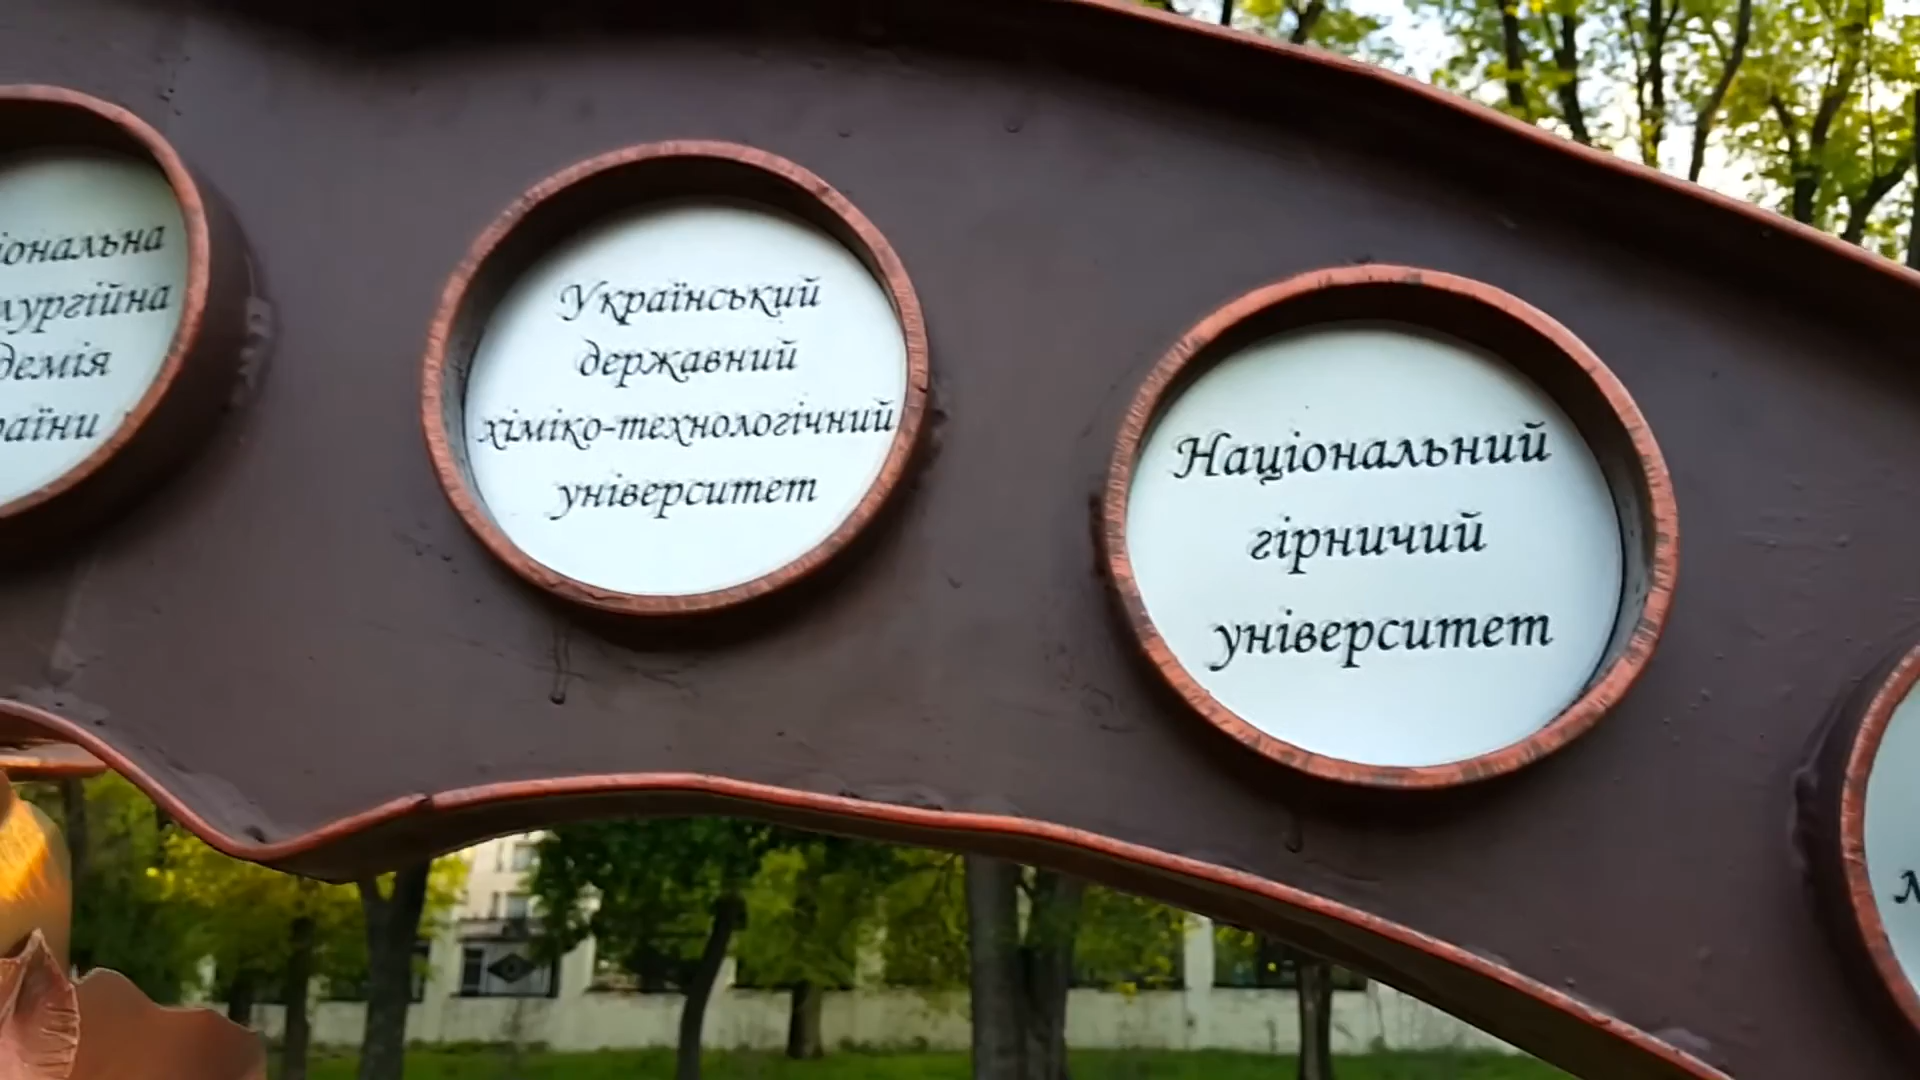 Український
державний
хіміко-технологічний
університет
Національний
гірничий
університет